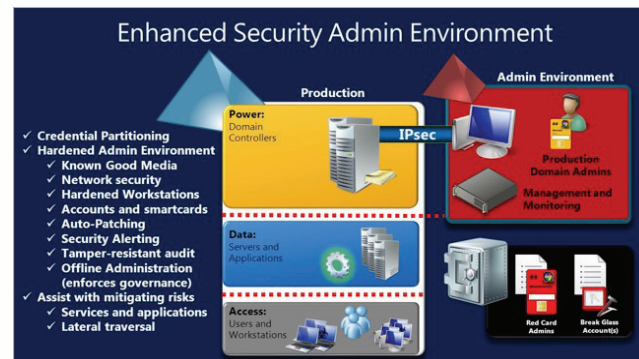 Enhanced Security Admin Environment
Production
Admin Environment
Power:
Domain
Controllers
IPsec
Production
Domain Admins
Management and
Monitoring
✓ Credential Partitioning
✓ Hardened Admin Environment
✓ Known Good Media
✓ Network security
✓ Hardened Workstations
✓ Accounts and smartcards
✓ Auto-Patching
✓ Security Alerting
✓ Tamper-resistant audit
✓ Offline Administration
(enforces governance)
✓ Assist with mitigating risks
✓ Services and applications
✓ Lateral traversal
Data:
Servers and
Applications
Access:
Users and
Workstations
Red Card
Admins
Break Glass
Account(s)